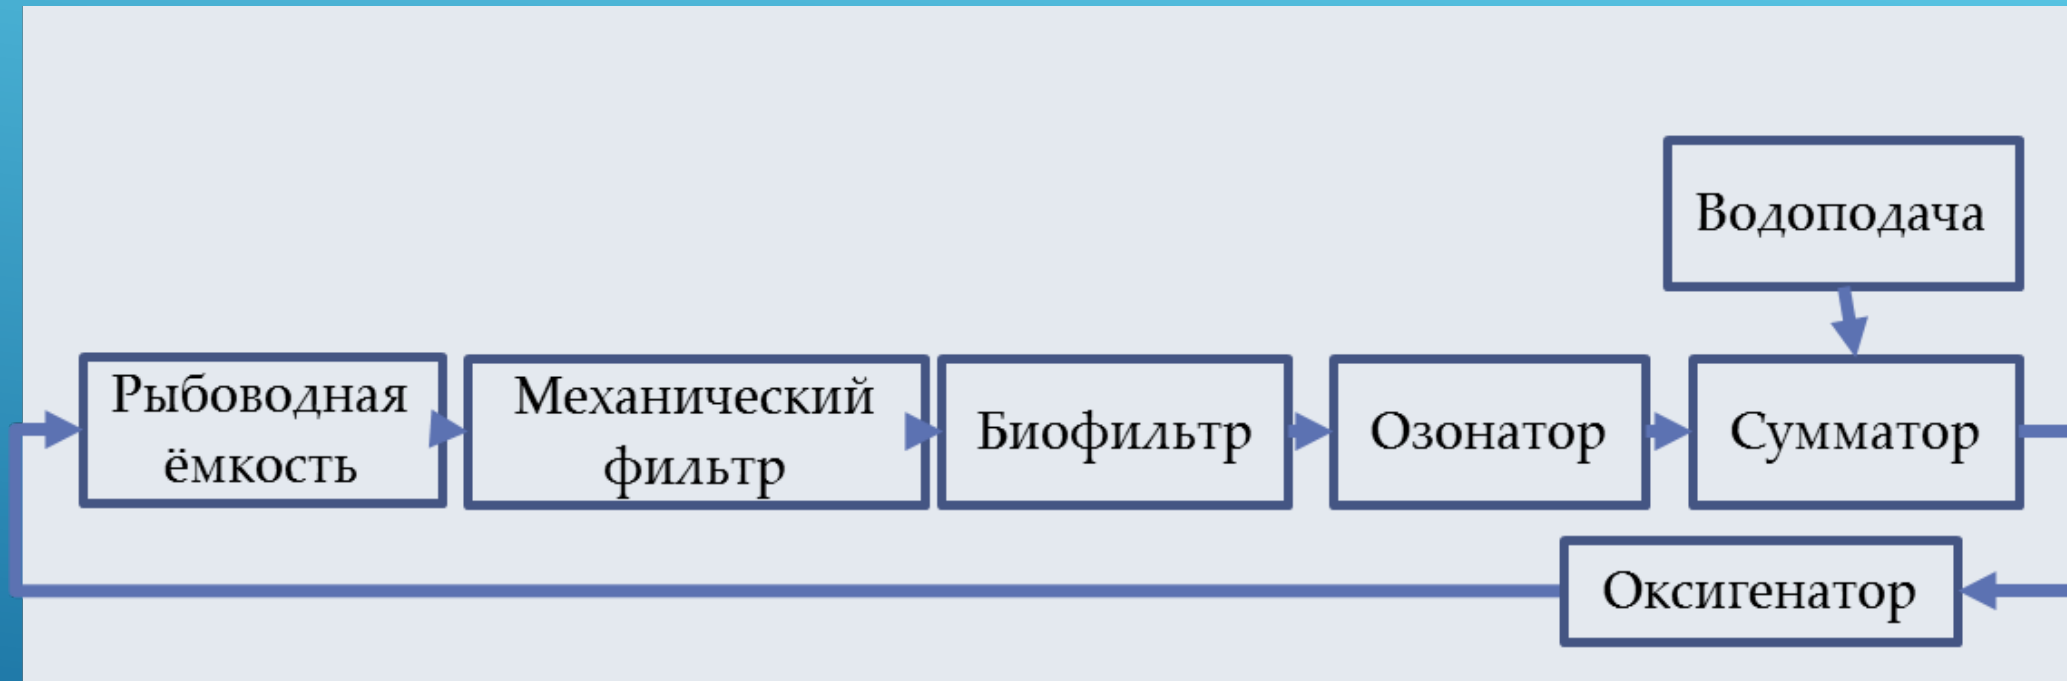 Водоподача
Рыбоводная
ёмкость
Механический
фильтр
Биофильтр
Озонатор
Сумматор
Оксигенатор